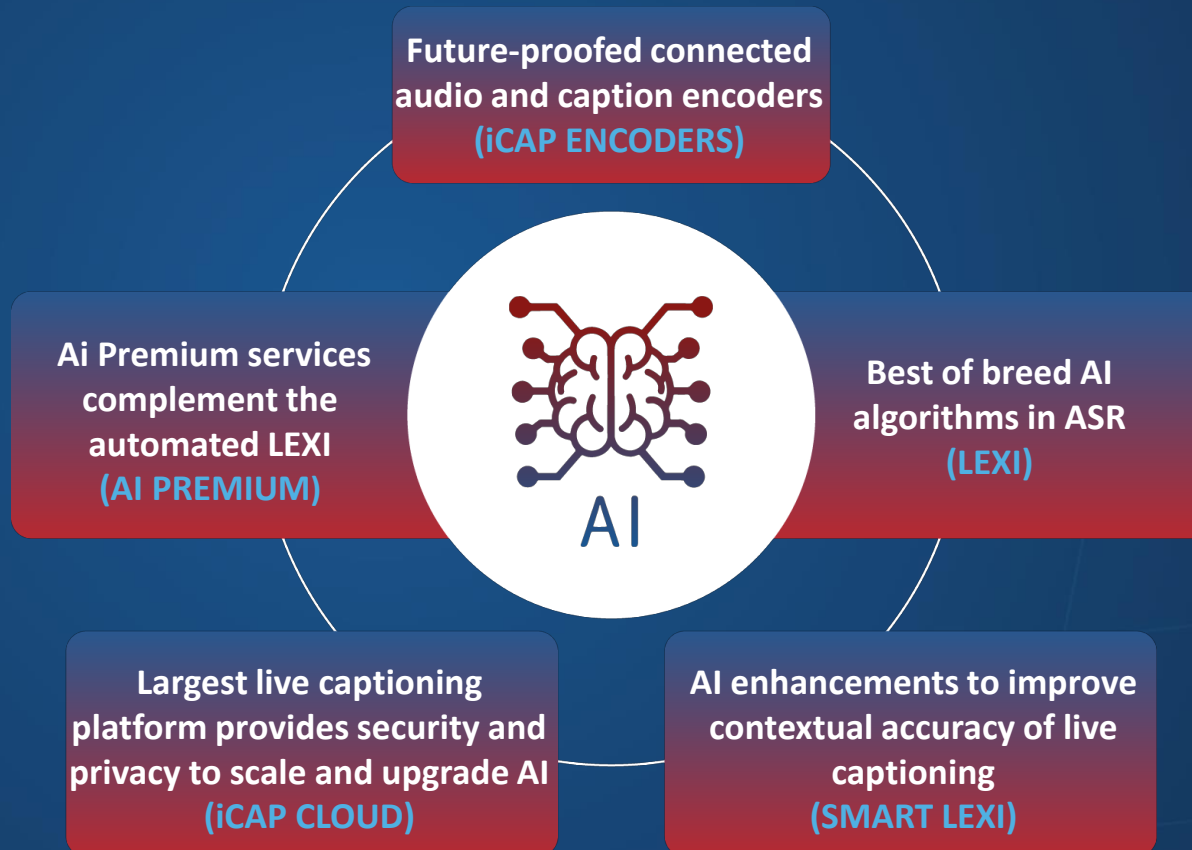 Future-proofed connected
audio and caption encoders
(iCAP ENCODERS)
Ai Premium services
complement the
automated LEXI
(AI PREMIUM)
AI
Best of breed AI
algorithms in ASR
(LEXI)
Largest live captioning
platform provides security and
privacy to scale and upgrade AI
(iCAP CLOUD)
AI enhancements to improve
contextual accuracy of live
captioning
(SMART LEXI)